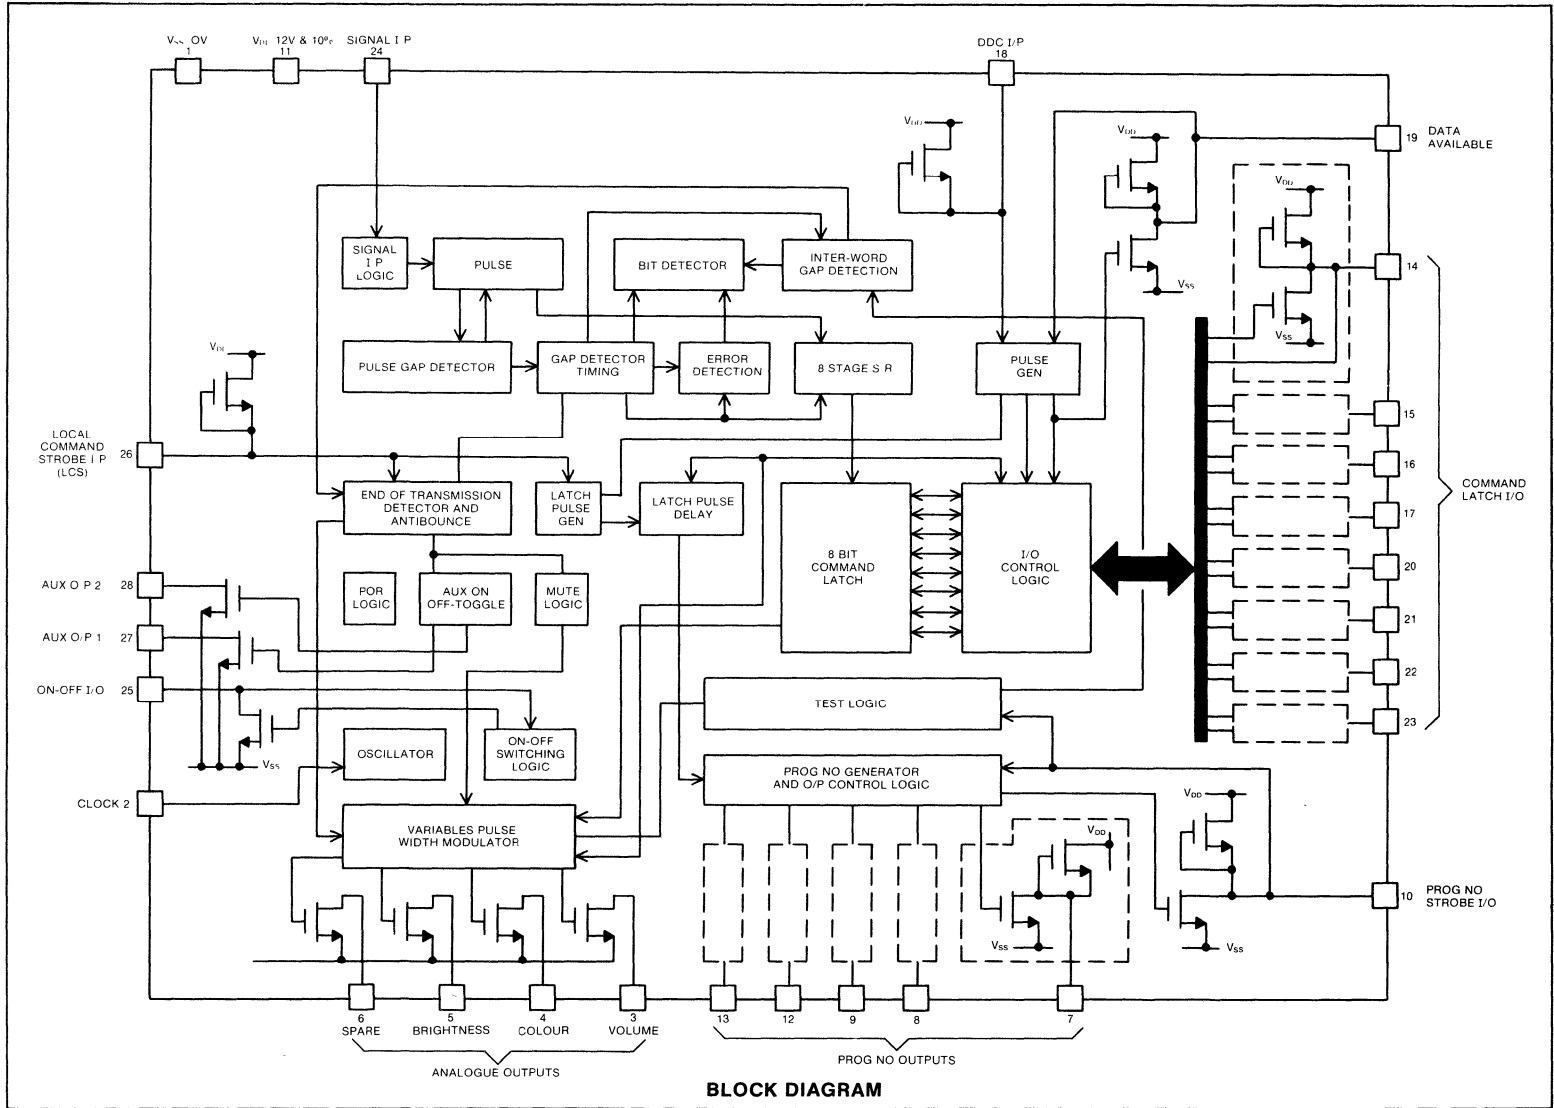 Vss OV
1
11
12V & 10%
SIGNAL I P
24
DDC I/P
18
VDD
VDD
19
DATA
AVAILABLE
VDD
SIGNAL
I P
LOGIC
PULSE
BIT DETECTOR
INTER-WORD
GAP DETECTION
14
VSS
VSS
PULSE GAP DETECTOR
GAP DETECTOR
TIMING
ERROR
DETECTION
8 STAGE S R
PULSE
GEN
15
LOCAL
COMMAND
STROBE I P
(LCS)
26
16
COMMAND
LATCH I/O
END OF TRANSMISSION
DETECTOR AND
ANTIBOUNCE
LATCH
PULSE
GEN
LATCH PULSE
DELAY
17
8 BIT
COMMAND
LATCH
I/O
CONTROL
LOGIC
20
AUX O P 2
28
POR
LOGIC
AUX ON
OFF-TOGGLE
MUTE
LOGIC
21
AUX O/P 1
27
22
ON-OFF I/O
25
TEST LOGIC
23
OSCILLATOR
ON-OFF
SWITCHING
LOGIC
VSS
PROG NO GENERATOR
AND O/P CONTROL LOGIC
CLOCK 2
VDD
VARIABLES PULSE
WIDTH MODULATOR
VDD
10
PROG NO
STROBE I/O
VSS
VSS
6
SPARE
5
BRIGHTNESS
4
COLOUR
3
VOLUME
13
12
9
8
7
ANALOGUE OUTPUTS
PROG NO OUTPUTS
BLOCK DIAGRAM